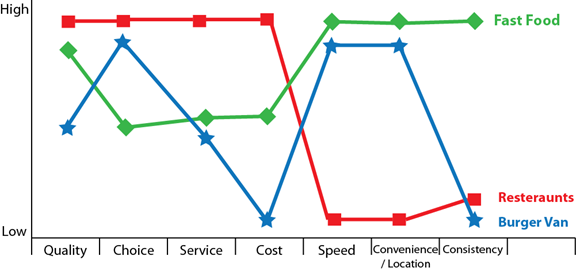 High
Fast Food
Resteraunts
Burger Van
Low
Quality Choice Service Cost Speed Convenience Consistency
/ Location